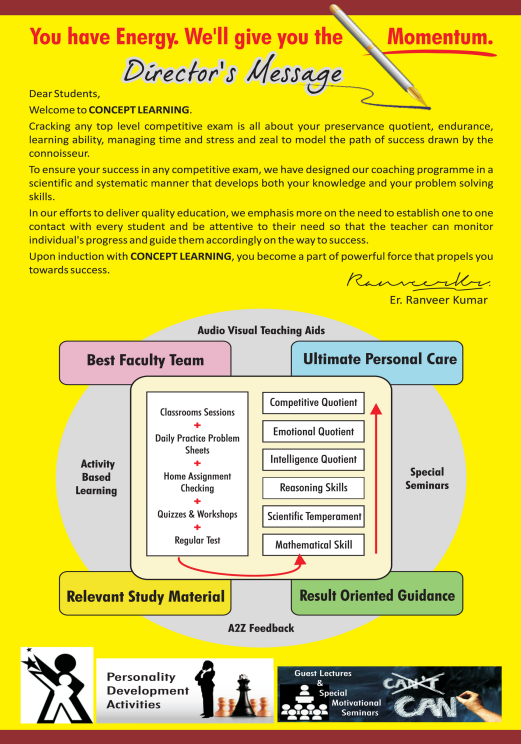 You have Energy. We'll give you the Momentum.
Director's Message
Dear Students,
Welcome to CONCEPT LEARNING.
Cracking any top level competitive exam is all about your preservance quotient, endurance,
learning ability, managing time and stress and zeal to model the path of success drawn by the
connoisseur.
To ensure your success in any competitive exam, we have designed our coaching programme in a
scientific and systematic manner that develops both your knowledge and your problem solving
skills.
In our efforts to deliver quality education, we emphasis more on the need to establish one to one
contact with every student and be attentive to their need so that the teacher can monitor
individual's progress and guide them accordingly on the way to success.
Upon induction with CONCEPT LEARNING, you become a part of powerful force that propels you
towards success.
Ranveerkr.
Er. Ranveer Kumar
Audio Visual Teaching Aids
Best Faculty Team
Ultimate Personal Care
Activity
Based
Learning
Classrooms Sessions
+
Daily Practice Problem
Sheets
+
Home Assignment
Checking
+
Quizzes & Workshops
+
Regular Test
Competitive Quotient
Emotional Quotient
Intelligence Quotient
Reasoning Skills
Scientific Temperament
Mathematical Skill
Special
Seminars
Relevant Study Material
Result Oriented Guidance
A2Z Feedback
Personality
Development
Activities
Guest Lectures
&
Special
Motivational
Seminars
CAN'T
CAN